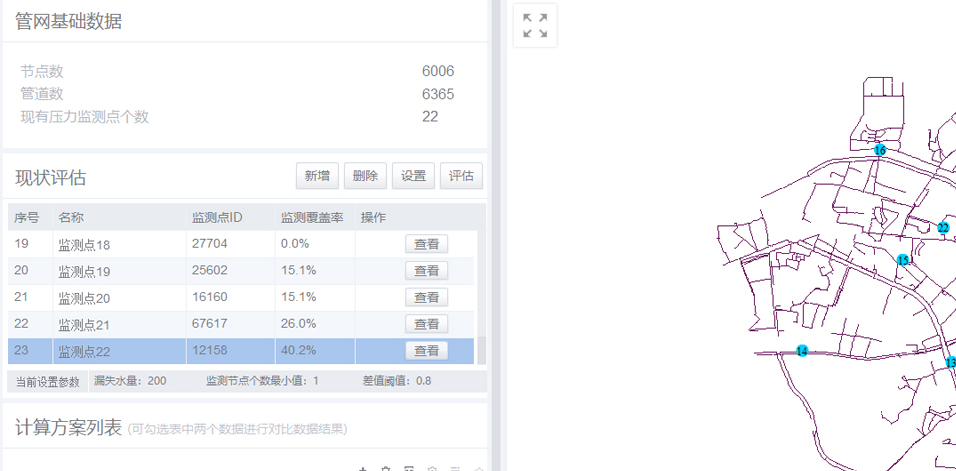 管网基础数据
节点数 6006
管道数 6365
现有压力监测点个数 22
现状评估 新增 删除 设置 评估
序号 名称 监测点ID 监测覆盖率 操作
19 监测点18 27704 0.0% 查看
20 监测点19 25602 15.1% 查看
21 监测点20 16160 15.1% 查看
22 监测点21 67617 26.0% 查看
23 监测点22 12158 40.2% 查看
当前设置参数 漏失水量：200 监测节点个数最小值：1 差值阈值：0.8
计算方案列表 (可勾选表中两个数据进行对比数据结果)
16
22
15
14
13